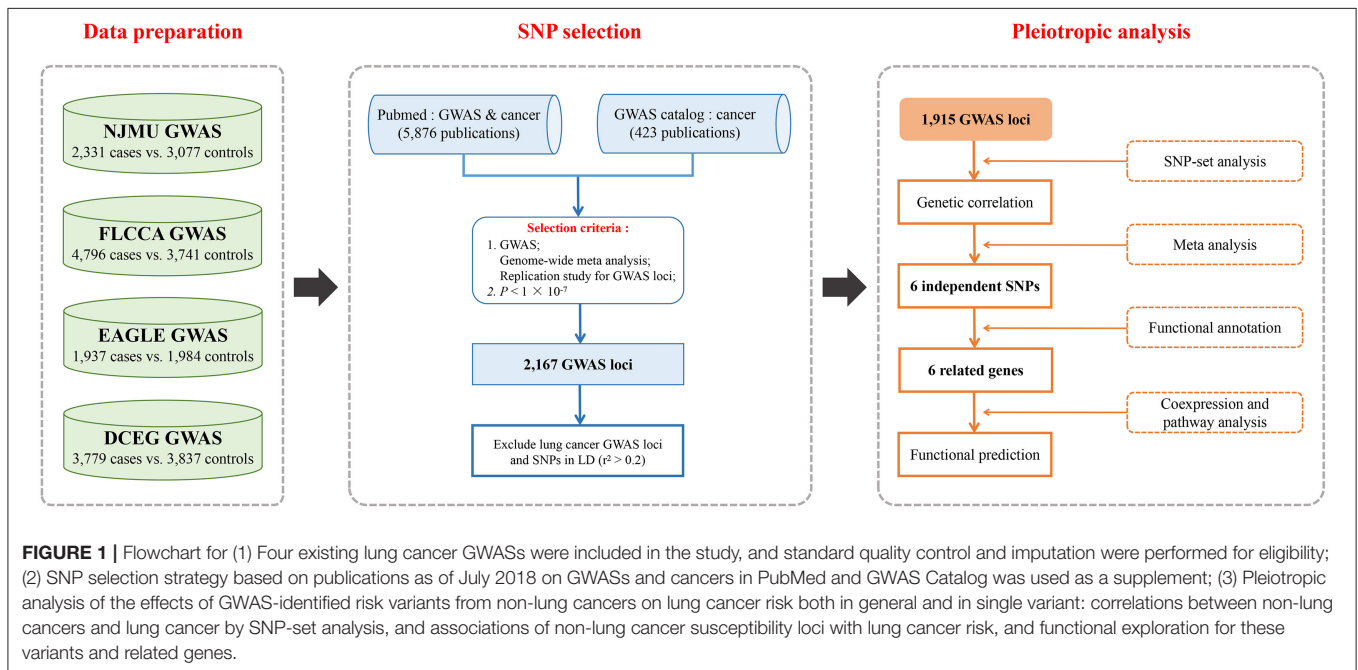 Data preparation
SNP selection
Pleiotropic analysis
NJMU GWAS
2,331 cases vs. 3,077 controls
FLCCA GWAS
4,796 cases vs. 3,741 controls
EAGLE GWAS
1,937 cases vs. 1,984 controls
DCEG GWAS
3,779 cases vs. 3,837 controls
Pubmed : GWAS & cancer
(5,876 publications)
GWAS catalog : cancer
(423 publications)
Selection criteria :
1. GWAS;
Genome-wide meta analysis;
Replication study for GWAS loci;
2. P < 1 × 10⁻⁷
2,167 GWAS loci
Exclude lung cancer GWAS loci
and SNPs in LD (r² > 0.2)
1,915 GWAS loci
SNP-set analysis
Genetic correlation
Meta analysis
6 independent SNPs
Functional annotation
6 related genes
Coexpression and
pathway analysis
Functional prediction
FIGURE 1 | Flowchart for (1) Four existing lung cancer GWASs were included in the study, and standard quality control and imputation were performed for eligibility;
(2) SNP selection strategy based on publications as of July 2018 on GWASs and cancers in PubMed and GWAS Catalog was used as a supplement; (3) Pleiotropic
analysis of the effects of GWAS-identified risk variants from non-lung cancers on lung cancer risk both in general and in single variant: correlations between non-lung
cancers and lung cancer by SNP-set analysis, and associations of non-lung cancer susceptibility loci with lung cancer risk, and functional exploration for these
variants and related genes.